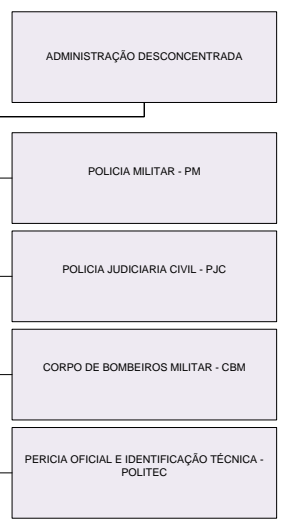 ADMINISTRAÇÃO DESCONCENTRADA
POLICIA MILITAR - PM
POLICIA JUDICIARIA CIVIL - PJC
CORPO DE BOMBEIROS MILITAR - CBM
PERICIA OFICIAL E IDENTIFICAÇÃO TÉCNICA -
POLITEC